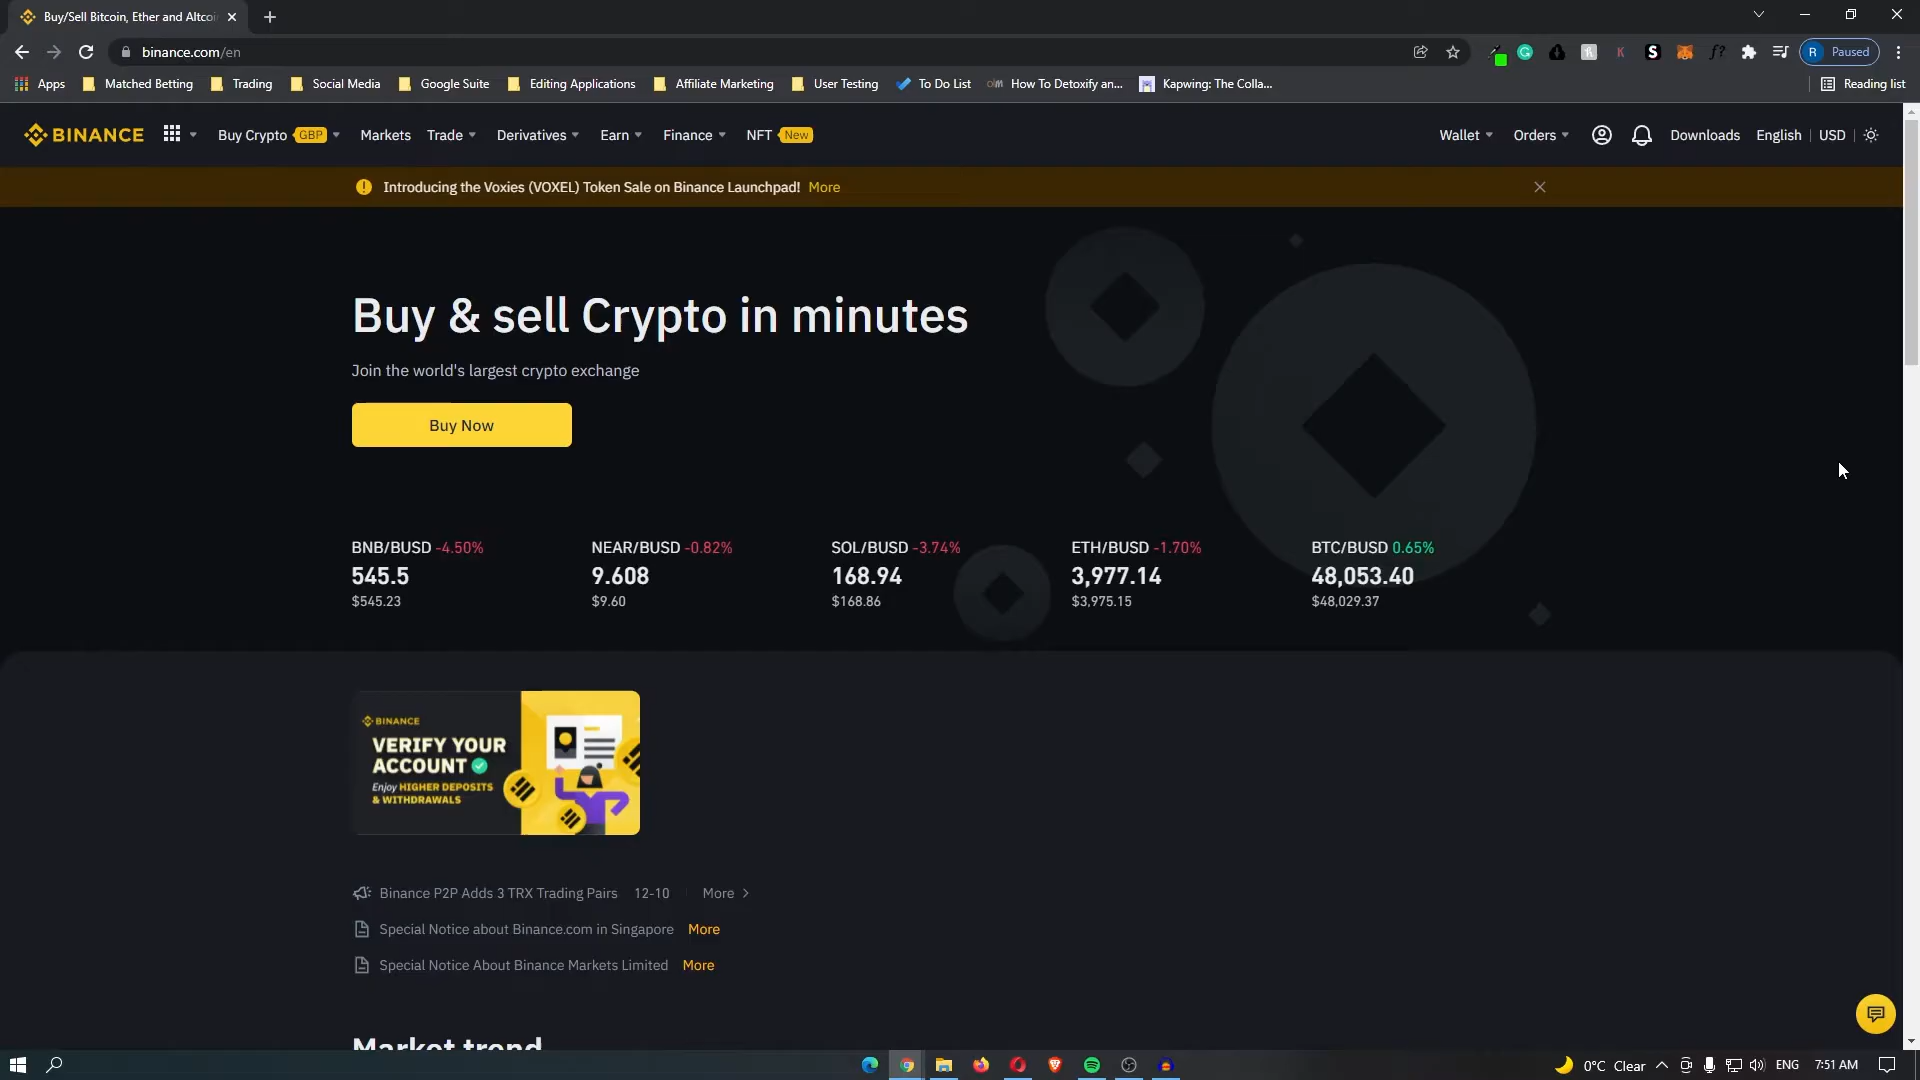 Buy/Sell Bitcoin, Ether and Altcoi
binance.com/en
Paused
R
Apps
Matched Betting
Trading
Social Media
Google Suite
Editing Applications
Affiliate Marketing
User Testing
To Do List
How To Detoxify an...
Kapwing: The Colla...
Reading list
BINANCE
Buy Crypto GBP
Markets
Trade
Derivatives
Earn
Finance
NFT New
Wallet
Orders
Downloads
English
USD
Introducing the Voxies (VOXEL) Token Sale on Binance Launchpad! More
Buy & sell Crypto in minutes
Join the world's largest crypto exchange
Buy Now
BNB/BUSD -4.50%
545.5
$545.23
NEAR/BUSD -0.82%
9.608
$9.60
SOL/BUSD -3.74%
168.94
$168.86
ETH/BUSD -1.70%
3,977.14
$3,975.15
BTC/BUSD 0.65%
48,053.40
$48,029.37
BINANCE
VERIFY YOUR
ACCOUNT
Enjoy HIGHER DEPOSITS
& WITHDRAWALS
Binance P2P Adds 3 TRX Trading Pairs 12-10 More
Special Notice about Binance.com in Singapore More
Special Notice About Binance Markets Limited More
Market trend
0°C Clear
ENG
7:51 AM